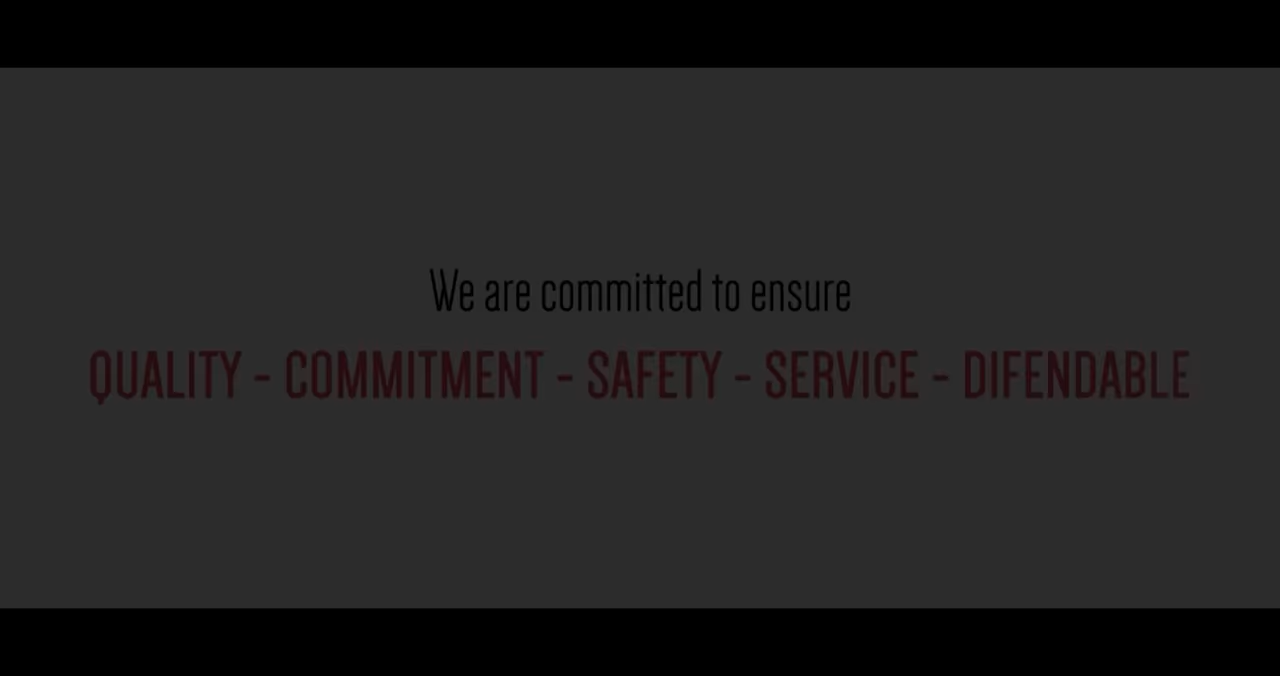 We are committed to ensure
QUALITY - COMMITMENT - SAFETY - SERVICE - DIFENDABLE